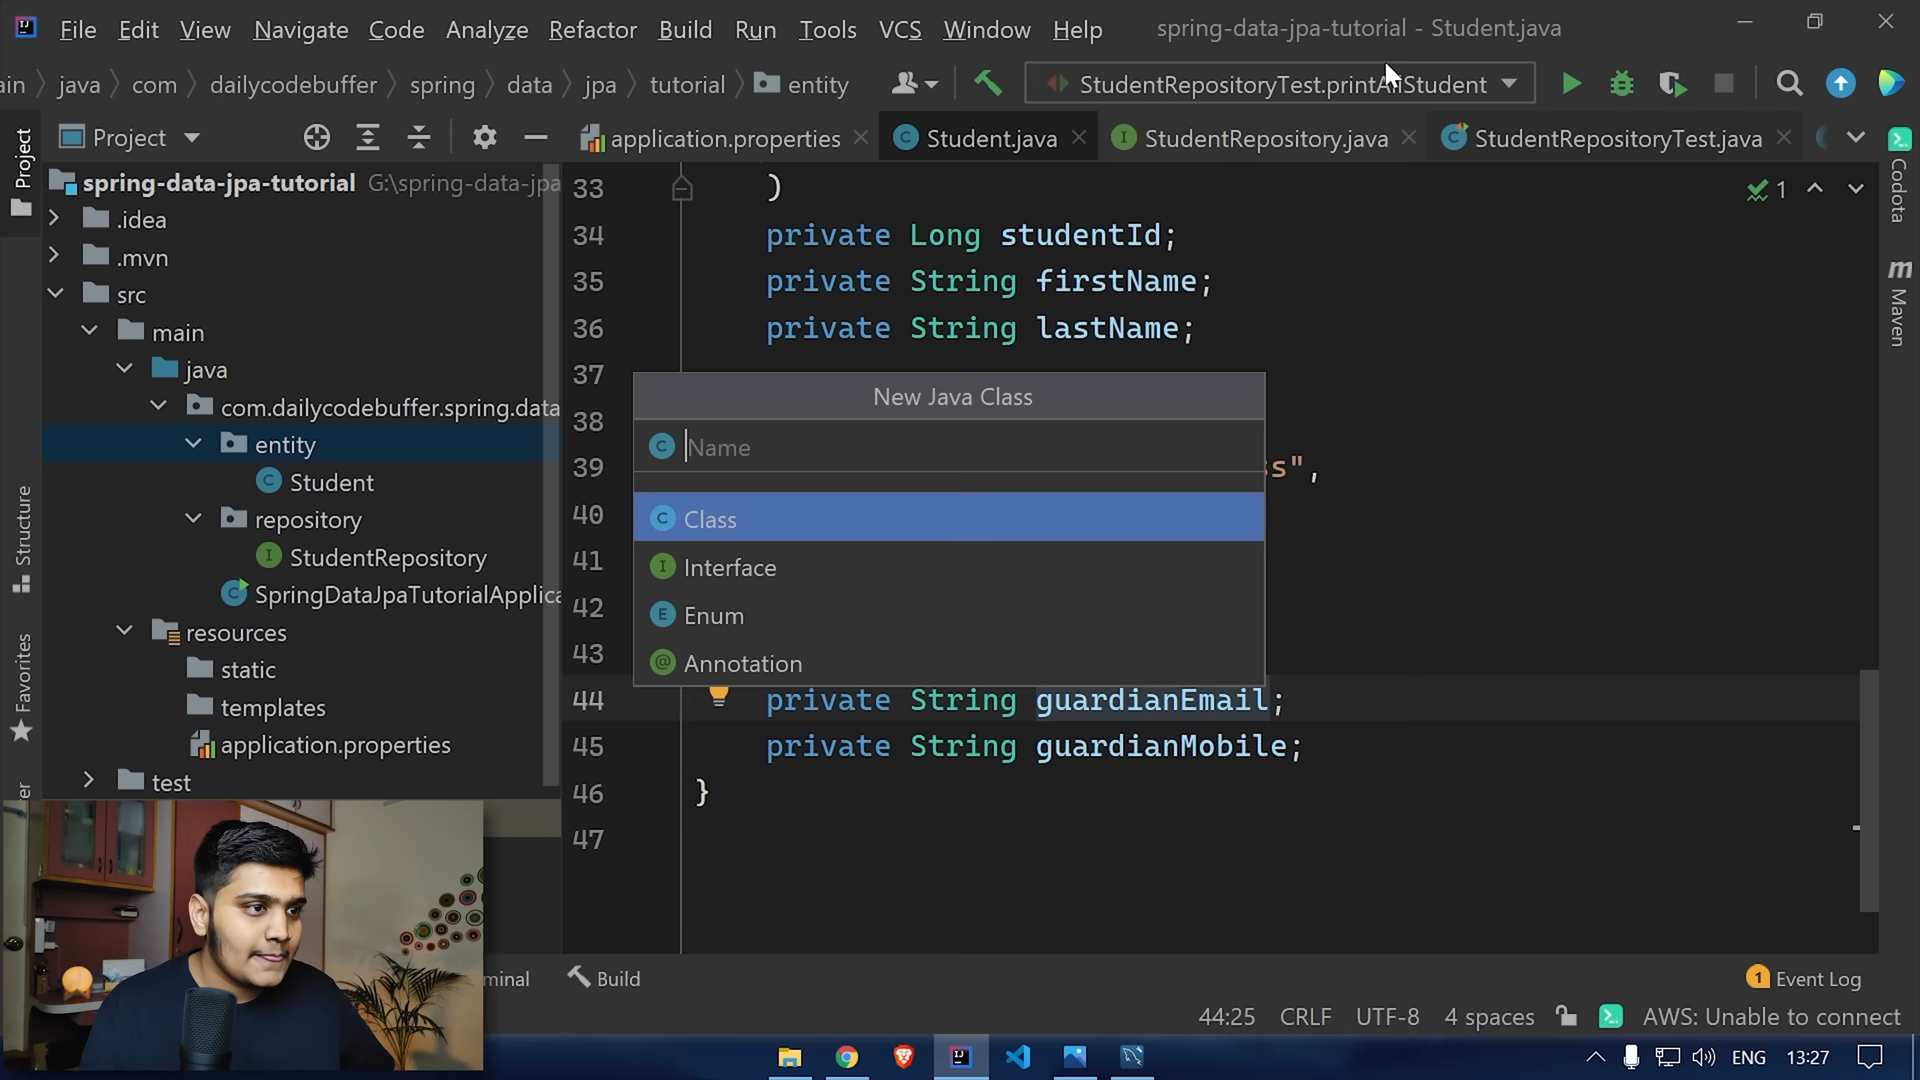 File Edit View Navigate Code Analyze Refactor Build Run Tools VCS Window Help spring-data-jpa-tutorial - Student.java
ain java com dailycodebuffer spring data jpa tutorial entity StudentRepositoryTest.printAllStudent
Project application.properties Student.java StudentRepository.java StudentRepositoryTest.java
Project
Structure
Favorites
spring-data-jpa-tutorial G:\spring-data-jpa
.idea
.mvn
src
main
java
com.dailycodebuffer.spring.data
entity
Student
repository
StudentRepository
SpringDataJpaTutorialApplica
resources
static
templates
application.properties
test
33 )
34 private Long studentId;
35 private String firstName;
36 private String lastName;
37
38
39 s",
40
41
42
43
44 private String guardianEmail;
45 private String guardianMobile;
46 }
47
1
New Java Class
Name
Class
Interface
Enum
Annotation
Codota
Maven
minal Build 1 Event Log
44:25 CRLF UTF-8 4 spaces AWS: Unable to connect
ENG 13:27